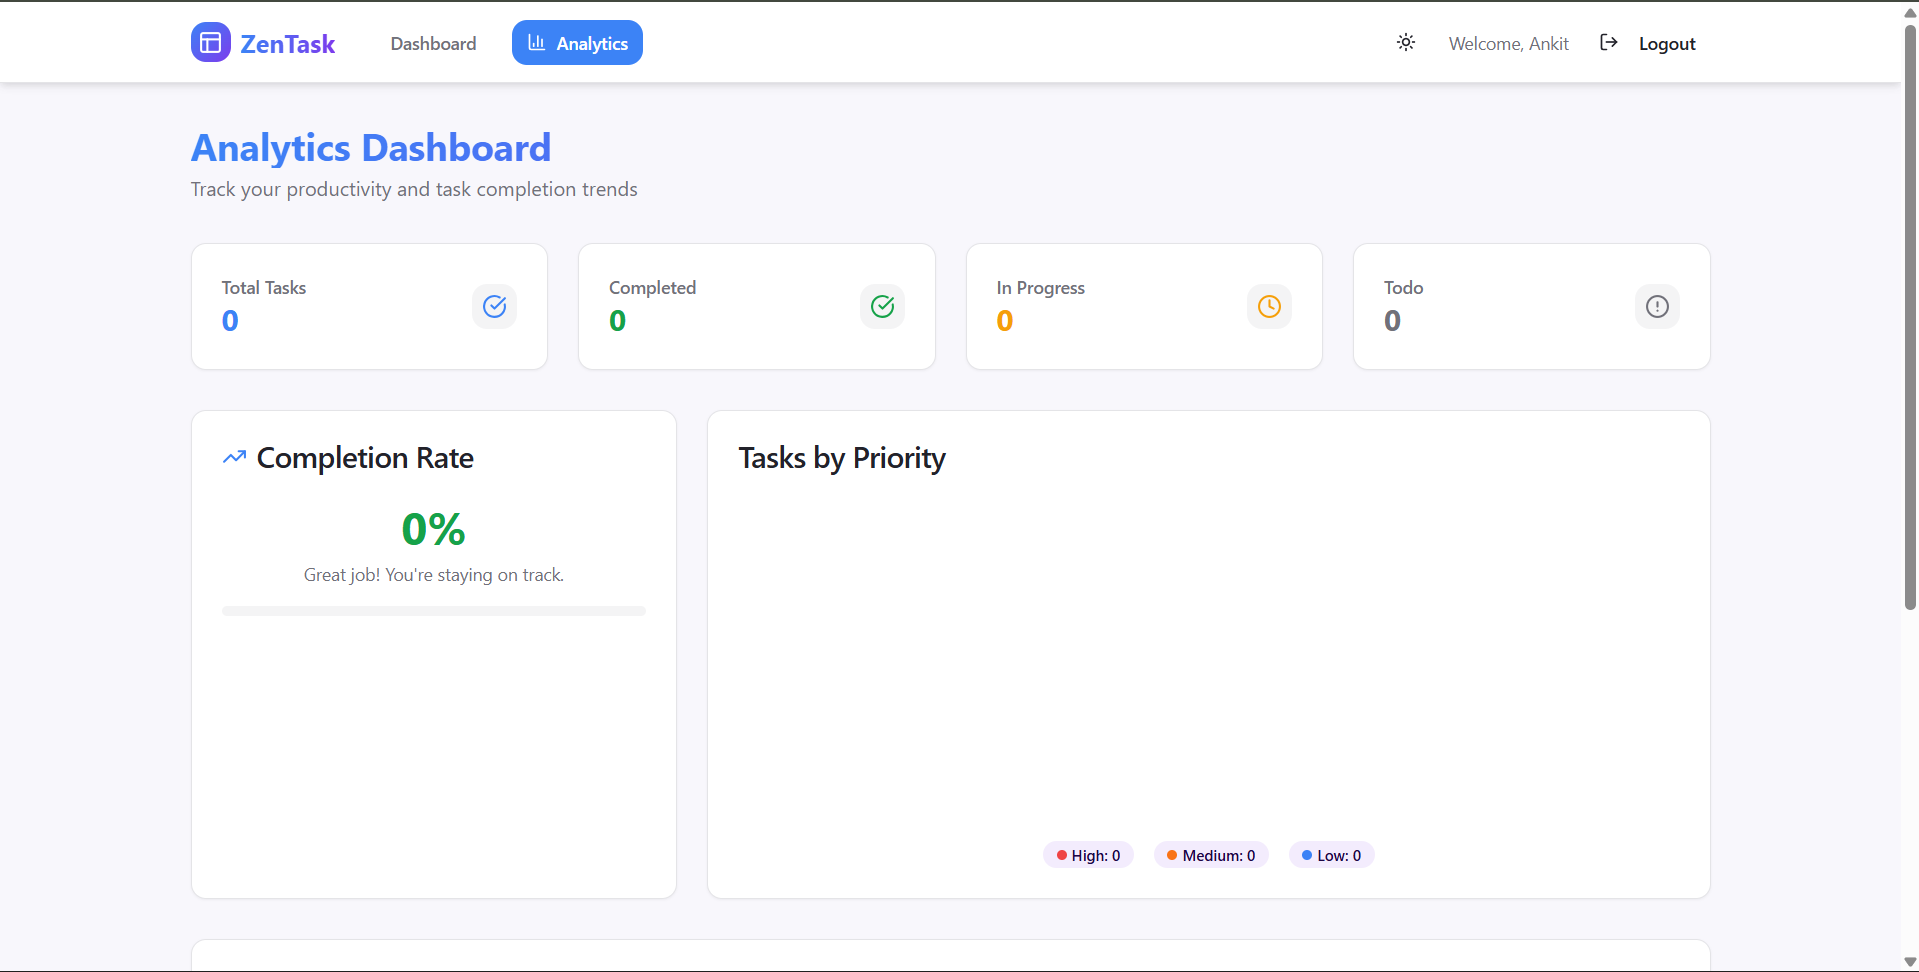 ZenTask
Dashboard
Analytics
Welcome, Ankit
Logout
Analytics Dashboard
Track your productivity and task completion trends
Total Tasks
0
Completed
0
In Progress
0
Todo
0
Completion Rate
0%
Great job! You're staying on track.
Tasks by Priority
High: 0
Medium: 0
Low: 0